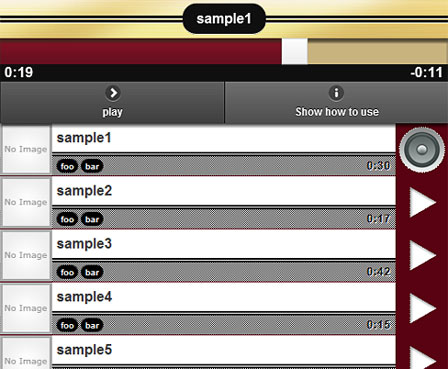 sample1
0:19 -0:11
play Show how to use
No Image sample1
foo bar 0:30
No Image sample2
foo bar 0:17
No Image sample3
foo bar 0:42
No Image sample4
foo bar 0:15
sample5